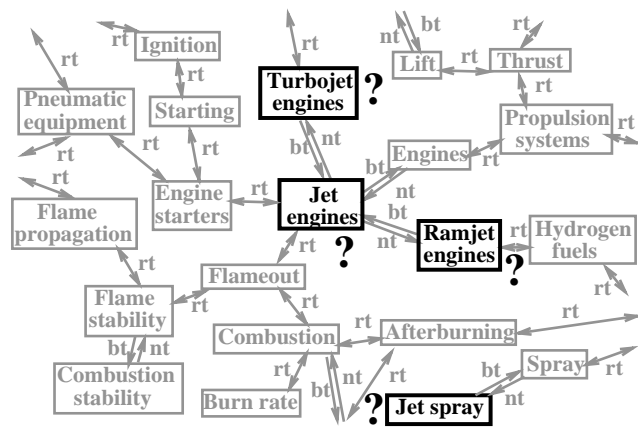 rt
Ignition
rt
bt
nt
rt
rt
Lift
rt
Thrust
Turbojet
engines
?
rt
rt
Pneumatic
equipment
Starting
Propulsion
systems
rt
rt
rt
rt
bt
nt
Engines
rt
bt
nt
rt
Flame
propagation
Engine
starters
rt
Jet
engines
?
bt
nt
Ramjet
engines
?
rt
Hydrogen
fuels
rt
rt
Flameout
rt
Flame
stability
rt
rt
bt
nt
Combustion
rt
Afterburning
rt
Combustion
stability
rt
Burn rate
bt
nt
rt
?
Jet spray
bt
nt
Spray
rt